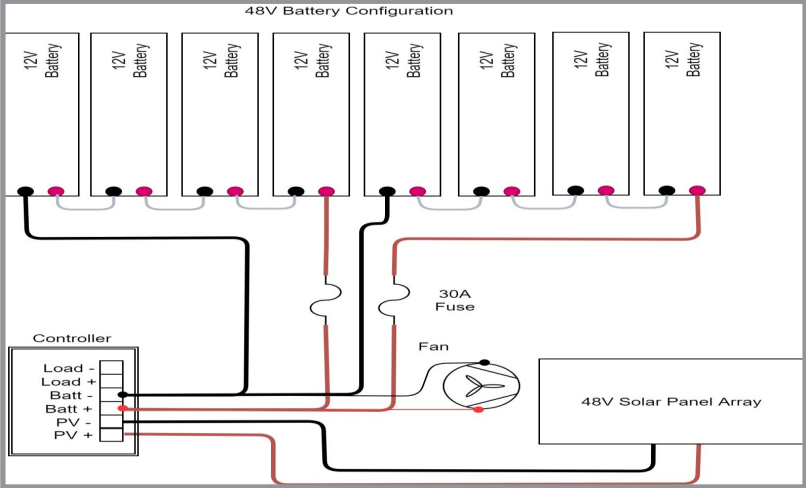 48V Battery Configuration
12V
Battery
12V
Battery
12V
Battery
12V
Battery
12V
Battery
12V
Battery
12V
Battery
12V
Battery
30A
Fuse
Controller
Fan
Load -
Load +
Batt -
Batt +
PV -
PV +
48V Solar Panel Array